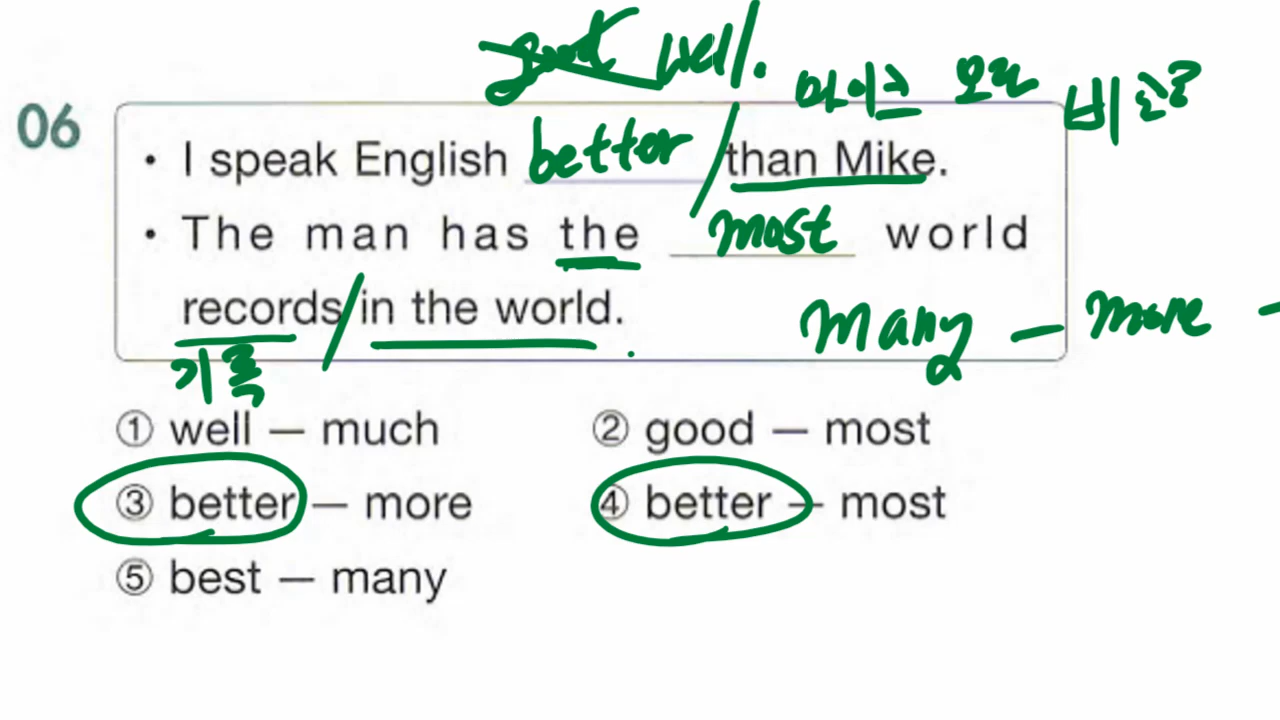 good well.
마이크 보다 비교급
06
• I speak English better / than Mike.
• The man has the most world
records / in the world.
many – more –
기록
① well — much ② good — most
③ better — more ④ better — most
⑤ best — many